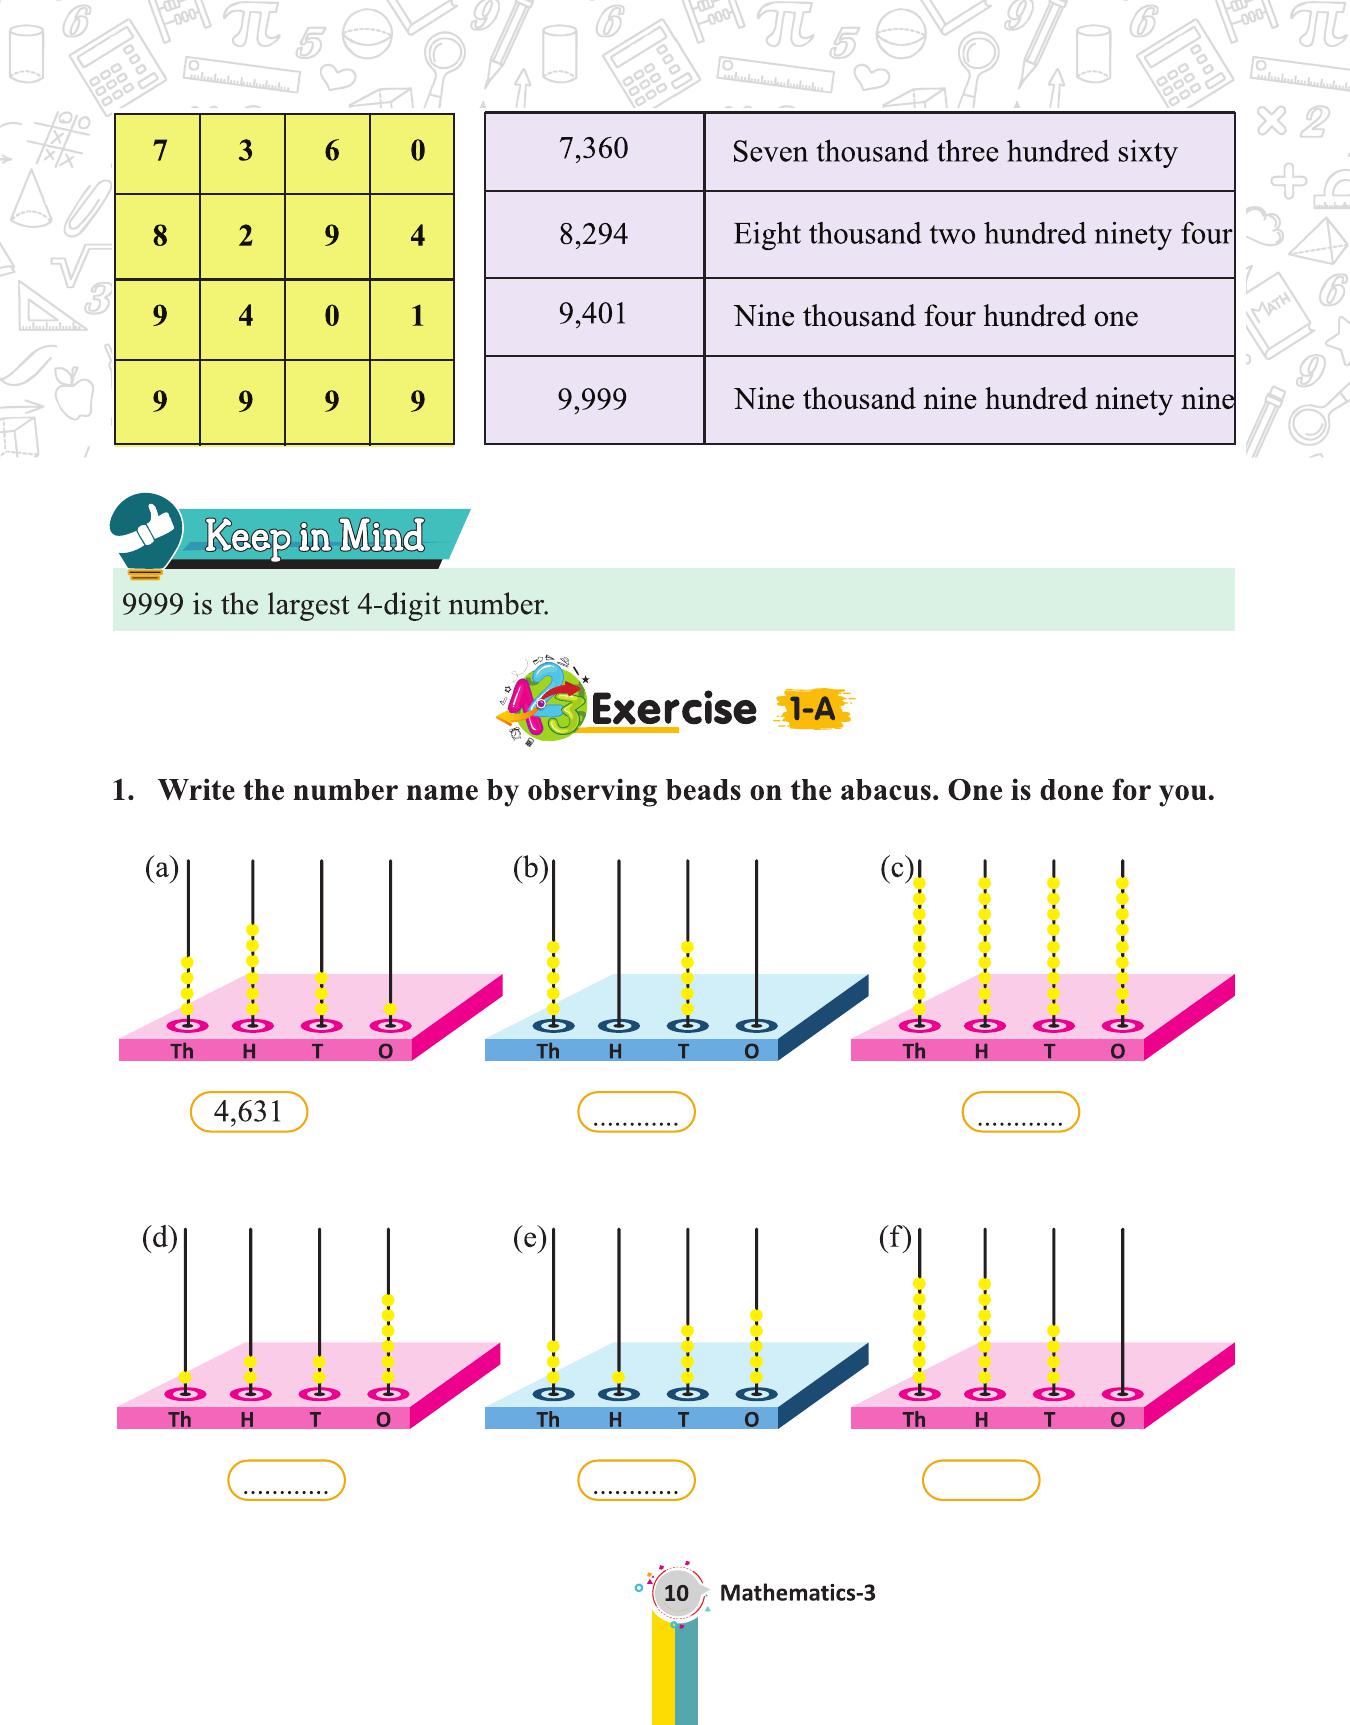 7 3 6 0 7,360 Seven thousand three hundred sixty
8 2 9 4 8,294 Eight thousand two hundred ninety four
9 4 0 1 9,401 Nine thousand four hundred one
9 9 9 9 9,999 Nine thousand nine hundred ninety nine
Keep in Mind
9999 is the largest 4-digit number.
123 Exercise 1-A
1. Write the number name by observing beads on the abacus. One is done for you.
(a) (b) (c)
Th H T O Th H T O Th H T O
4,631 ............ ............
(d) (e) (f)
Th H T O Th H T O Th H T O
............ ............
10 Mathematics-3